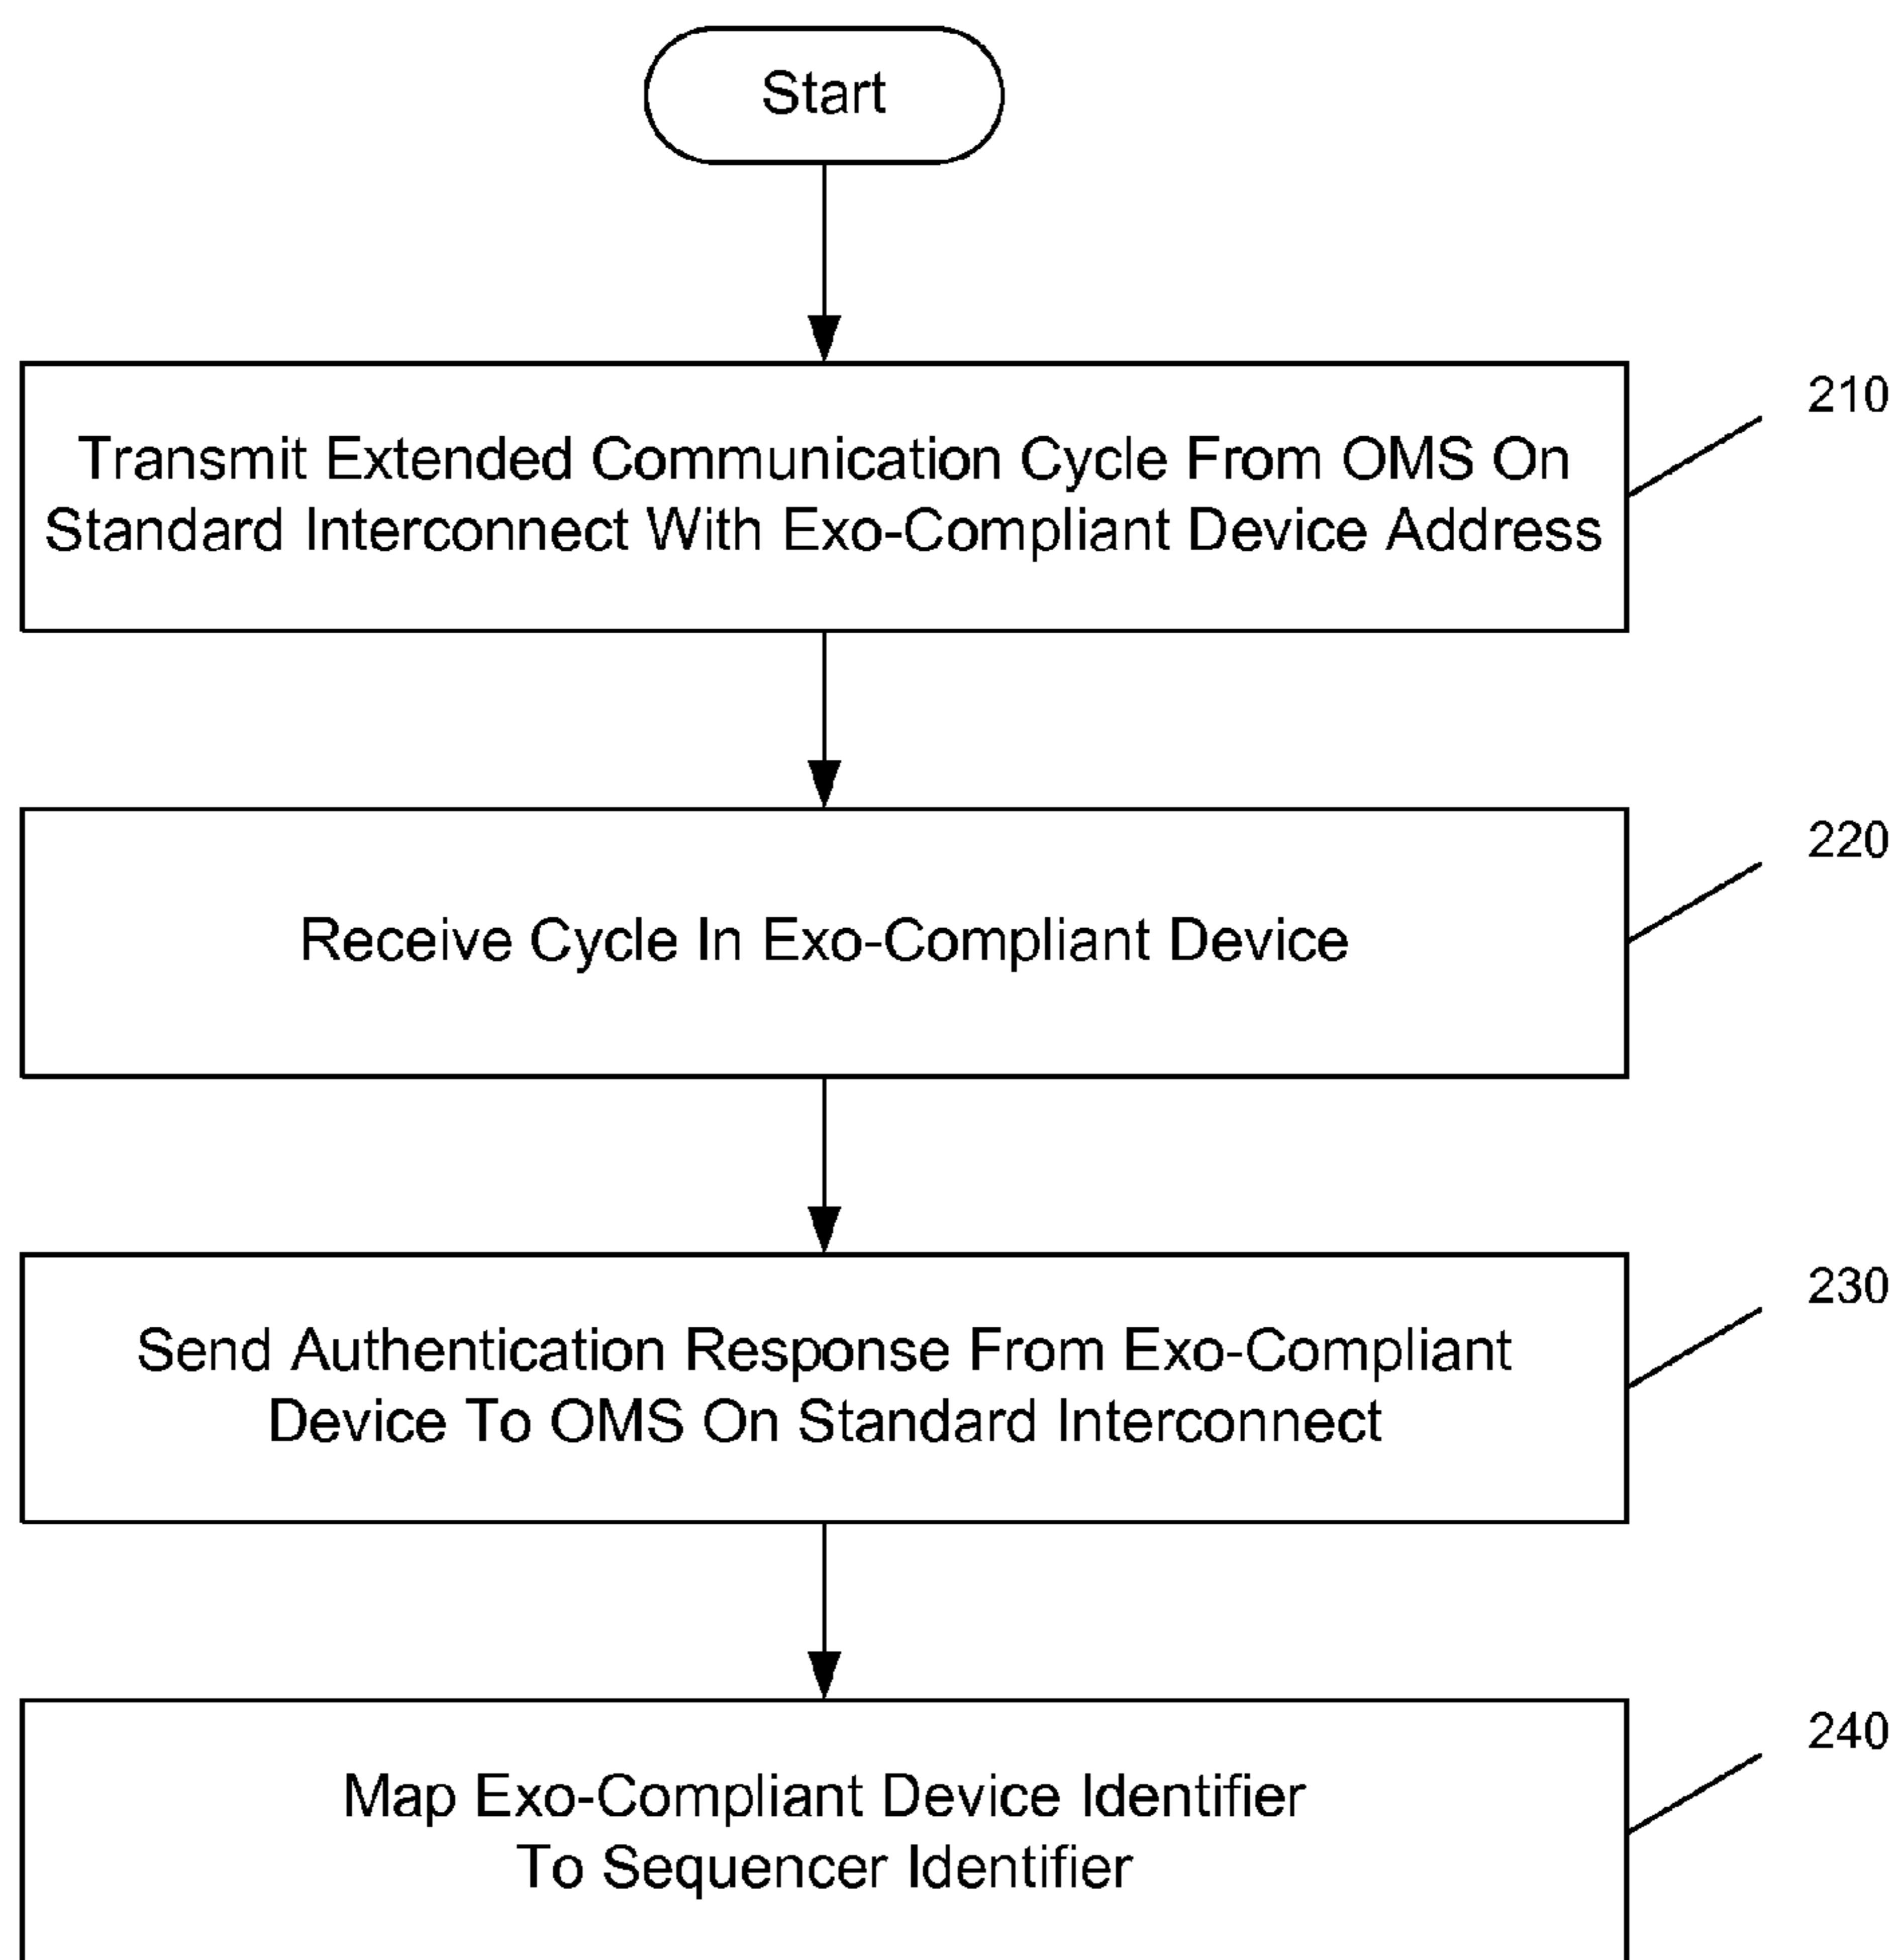 Start
210
Transmit Extended Communication Cycle From OMS On
Standard Interconnect With Exo-Compliant Device Address
220
Receive Cycle In Exo-Compliant Device
230
Send Authentication Response From Exo-Compliant
Device To OMS On Standard Interconnect
240
Map Exo-Compliant Device Identifier
To Sequencer Identifier